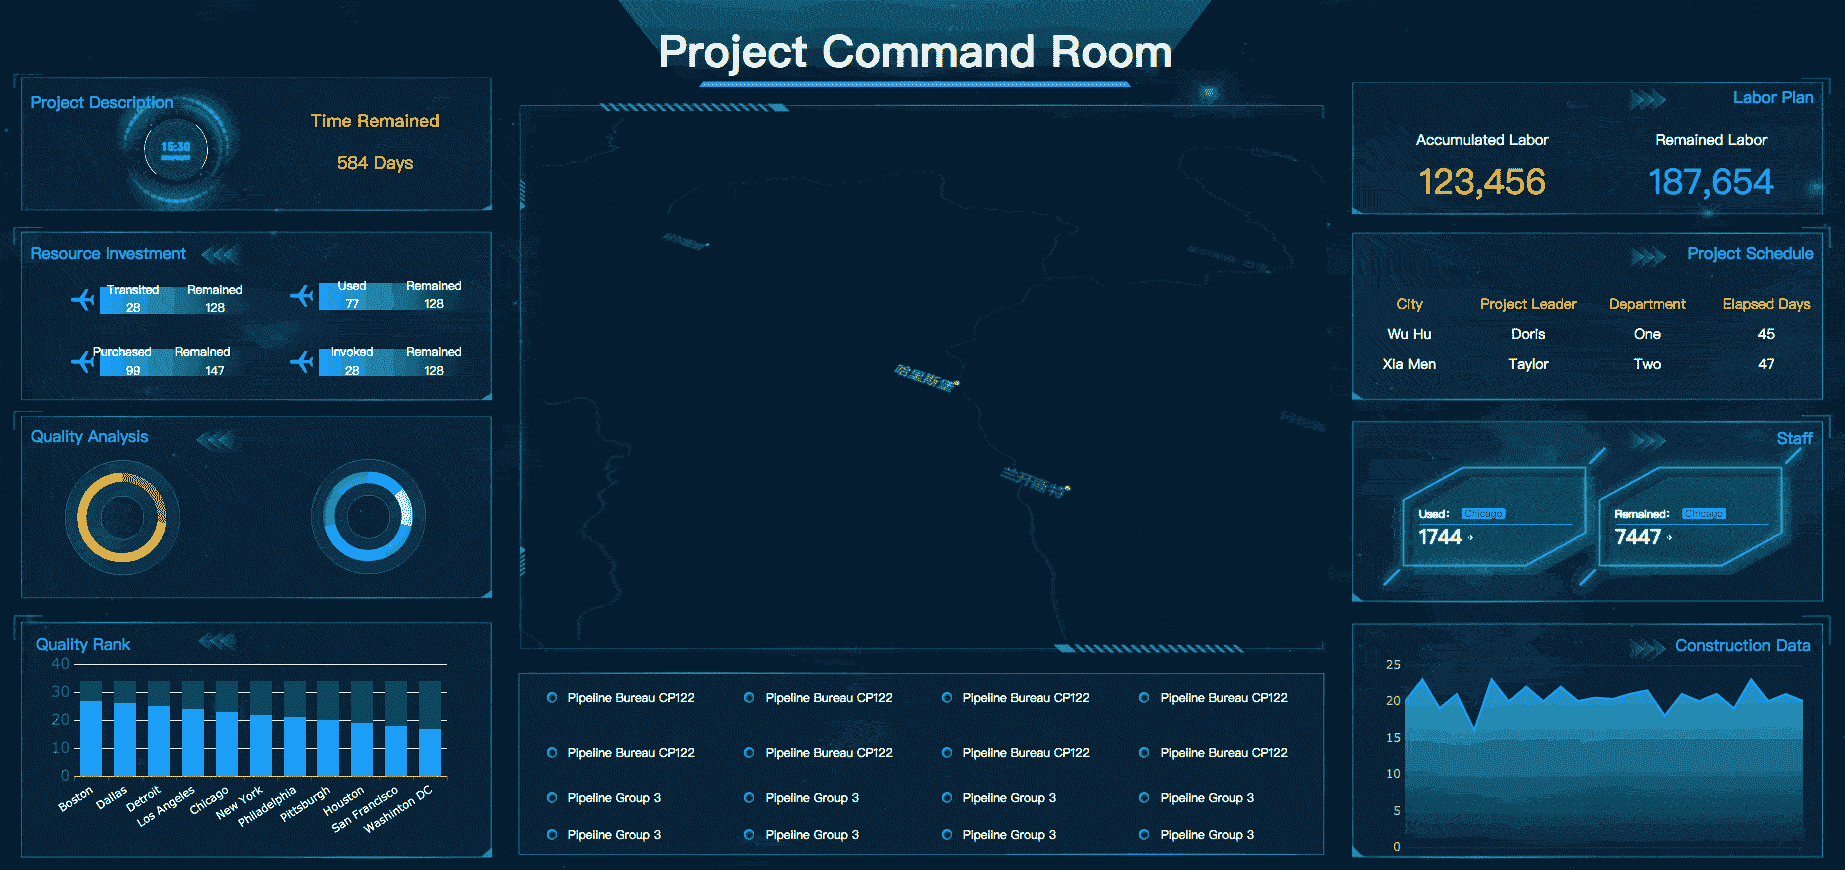 Project Command Room
Project Description
15:30
Time Remained
584 Days
Resource Investment
Transited Remained
28 128
Used Remained
77 128
Purchased Remained
99 147
Invoked Remained
28 128
Quality Analysis
Quality Rank
40
30
20
10
0
Boston
Dallas
Detroit
Los Angeles
Chicago
New York
Philadelphia
Pittsburgh
Houston
San Francisco
Washinton DC
Pipeline Bureau CP122 Pipeline Bureau CP122 Pipeline Bureau CP122 Pipeline Bureau CP122
Pipeline Bureau CP122 Pipeline Bureau CP122 Pipeline Bureau CP122 Pipeline Bureau CP122
Pipeline Group 3 Pipeline Group 3 Pipeline Group 3 Pipeline Group 3
Pipeline Group 3 Pipeline Group 3 Pipeline Group 3 Pipeline Group 3
Labor Plan
Accumulated Labor Remained Labor
123,456 187,654
Project Schedule
City Project Leader Department Elapsed Days
Wu Hu Doris One 45
Xia Men Taylor Two 47
Staff
Used: Chicago
1744
Remained: Chicago
7447
Construction Data
25
20
15
10
5
0